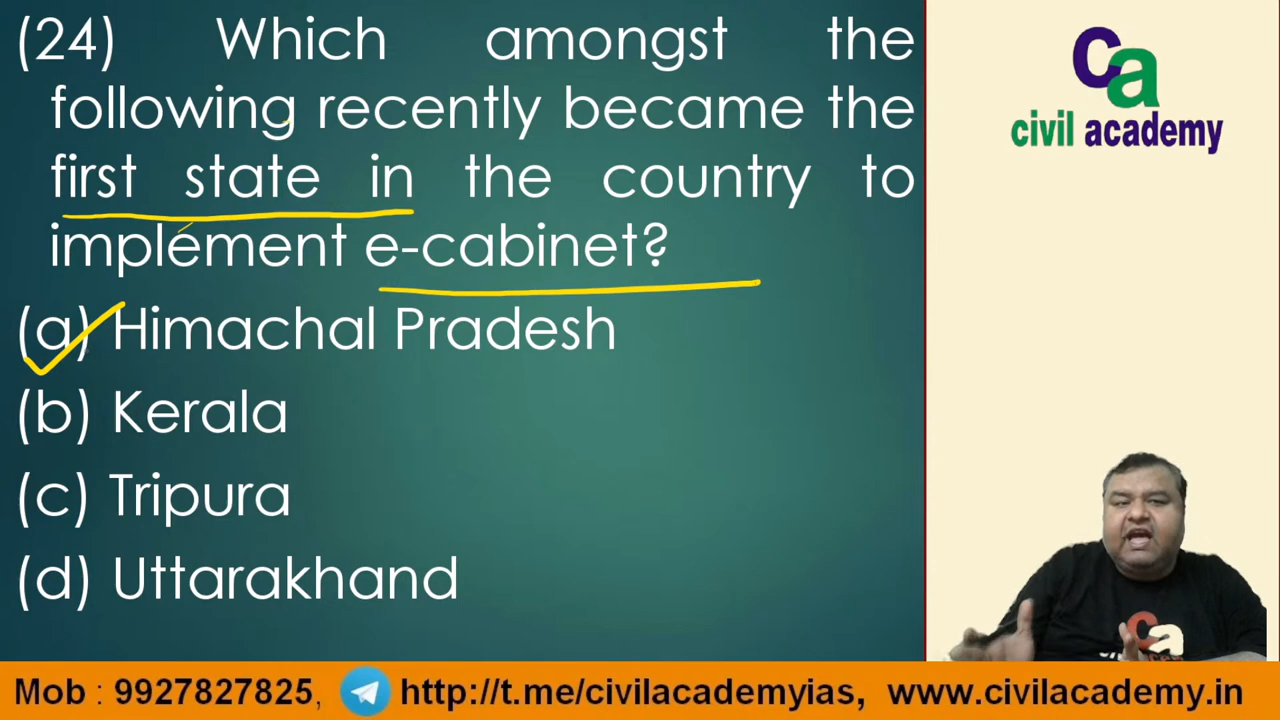 (24) Which amongst the
following recently became the
first state in the country to
implement e-cabinet?
(a) Himachal Pradesh
(b) Kerala
(c) Tripura
(d) Uttarakhand
ca
civil academy
ca
Mob : 9927827825, http://t.me/civilacademyias, www.civilacademy.in